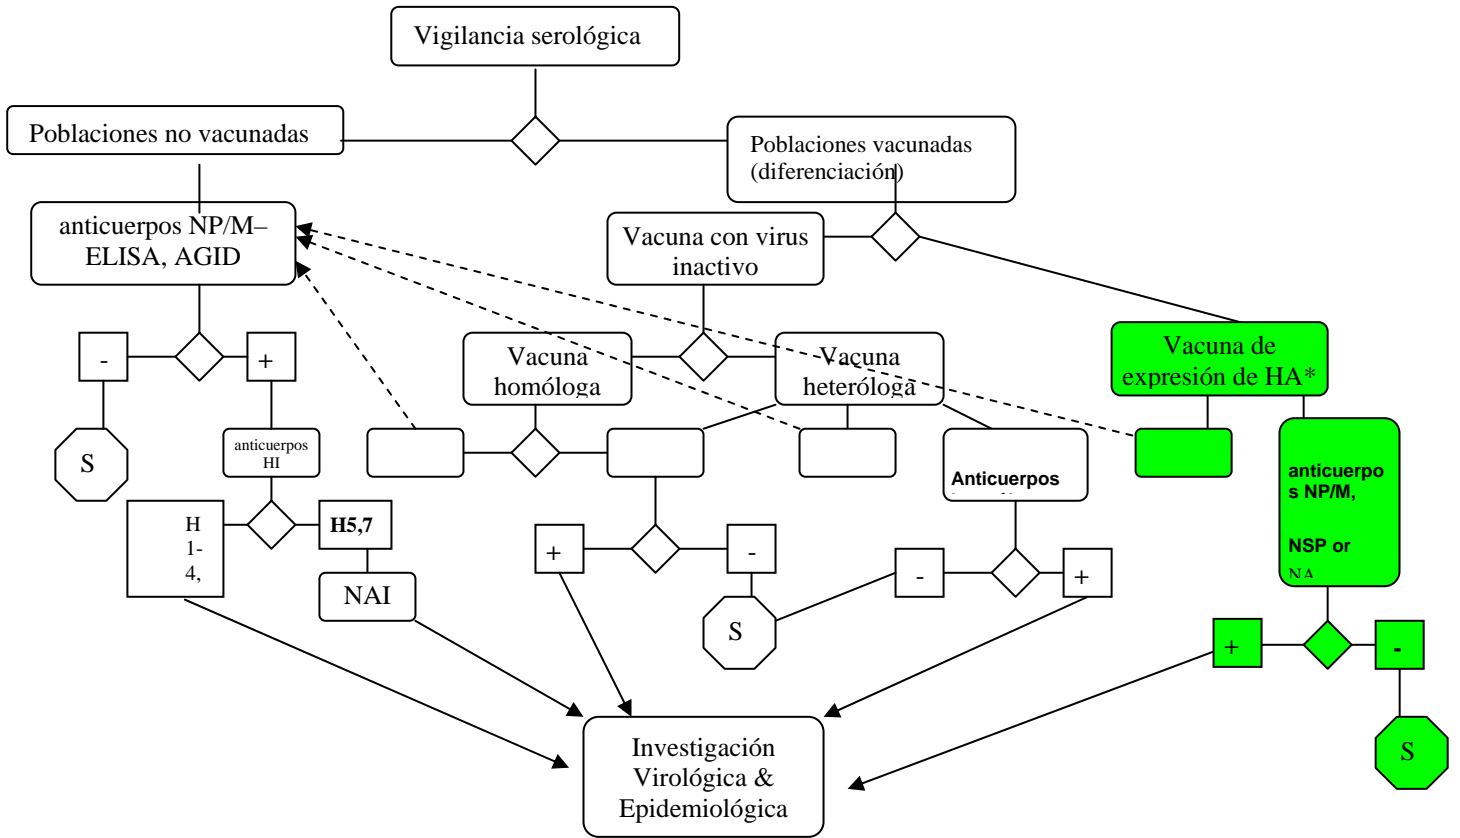 Vigilancia serológica
Poblaciones no vacunadas
Poblaciones vacunadas
(diferenciación)
anticuerpos NP/M–
ELISA, AGID
Vacuna con virus
inactivo
-
+
Vacuna
homóloga
Vacuna
heteróloga
Vacuna de
expresión de HA*
S
anticuerpos
HI
Anticuerpos
anticuerpo
s NP/M,
NSP or
NA
H
1-
4,
H5,7
NAI
+
-
-
+
S
+
-
S
Investigación
Virológica &
Epidemiológica